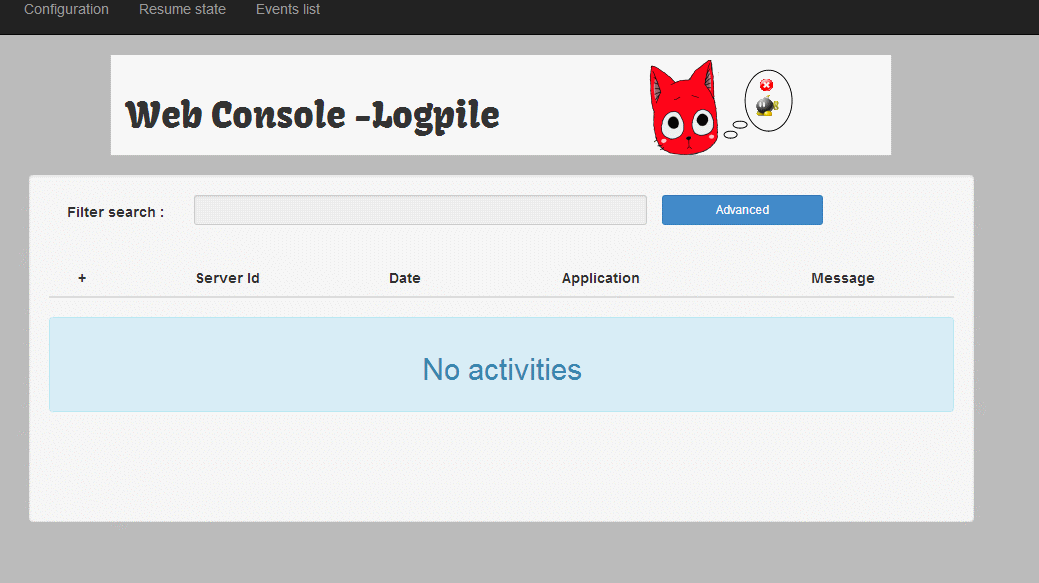 Configuration Resume state Events list
Web Console -Logpile
Filter search : Advanced
+ Server Id Date Application Message
No activities